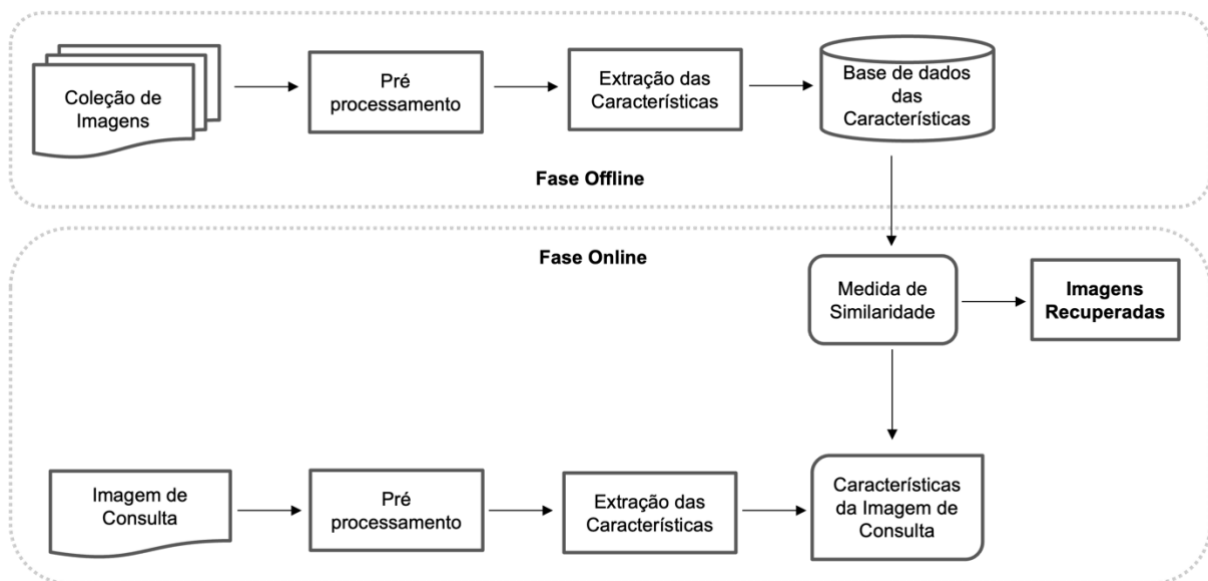 Coleção de
Imagens
Pré
processamento
Extração das
Características
Base de dados
das
Características
Fase Offline
Fase Online
Medida de
Similaridade
Imagens
Recuperadas
Imagem de
Consulta
Pré
processamento
Extração das
Características
Características
da Imagem de
Consulta